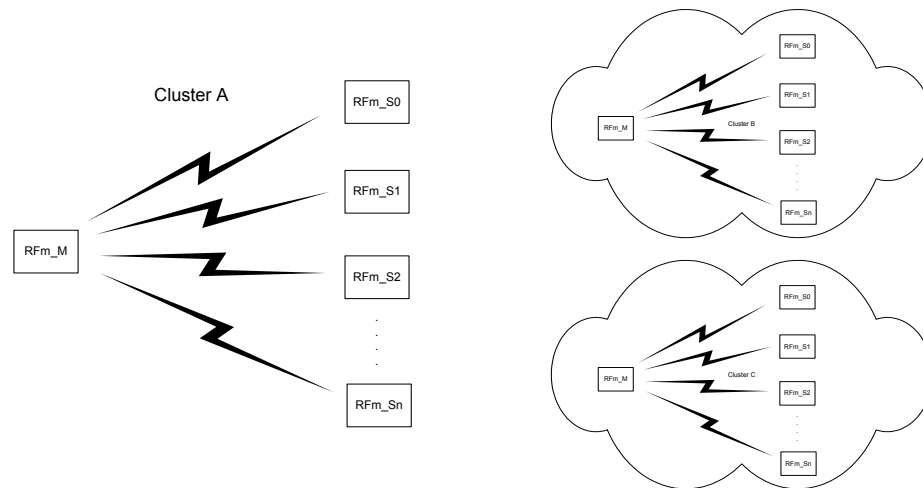 Cluster A
RFm_M
RFm_S0
RFm_S1
RFm_S2
RFm_Sn
RFm_M
RFm_S0
RFm_S1
Cluster B
RFm_S2
RFm_Sn
RFm_M
RFm_S0
RFm_S1
Cluster C
RFm_S2
RFm_Sn